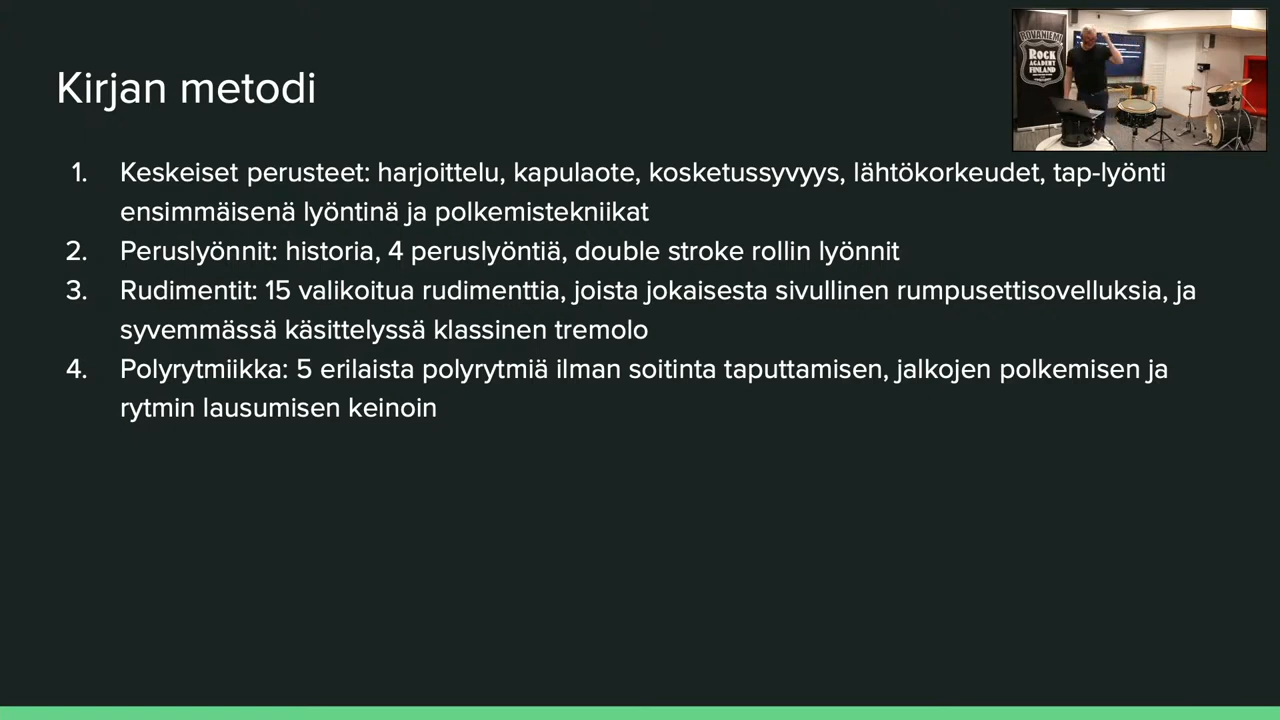 Kirjan metodi
ROVANIEMI
ROCK
ACADEMY
FINLAND
1. Keskeiset perusteet: harjoittelu, kapulaote, kosketussyvyys, lähtökorkeudet, tap-lyönti
ensimmäisenä lyöntinä ja polkemistekniikat
2. Peruslyönnit: historia, 4 peruslyöntiä, double stroke rollin lyönnit
3. Rudimentit: 15 valikoitua rudimenttia, joista jokaisesta sivullinen rumpusettisovelluksia, ja
syvemmässä käsittelyssä klassinen tremolo
4. Polyrytmiikka: 5 erilaista polyrytmiä ilman soitinta taputtamisen, jalkojen polkemisen ja
rytmin lausumisen keinoin